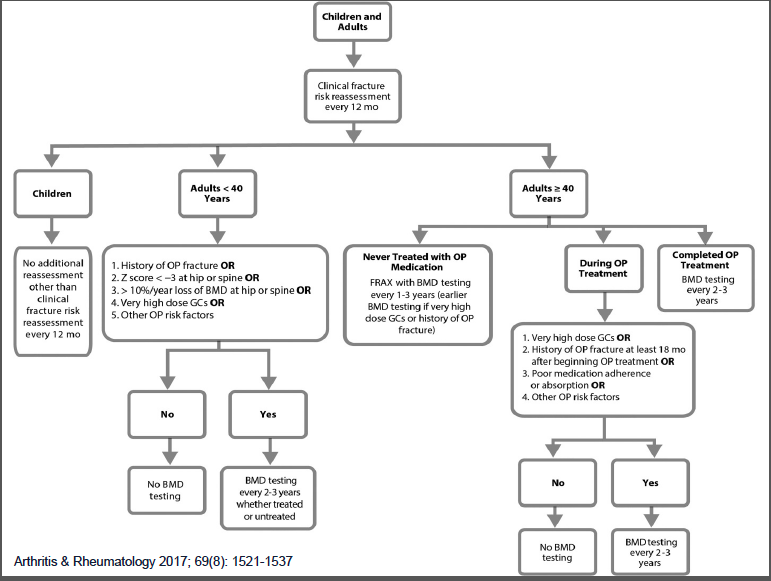 Children and
Adults
Clinical fracture
risk reassessment
every 12 mo
Children
Adults < 40
Years
Adults ≥ 40
Years
No additional
reassessment
other than
clinical
fracture risk
reassessment
every 12 mo
1. History of OP fracture OR
2. Z score < −3 at hip or spine OR
3. > 10%/year loss of BMD at hip or spine OR
4. Very high dose GCs OR
5. Other OP risk factors
No
Yes
No BMD
testing
BMD testing
every 2-3 years
whether treated
or untreated
Never Treated with OP
Medication
FRAX with BMD testing
every 1-3 years (earlier
BMD testing if very high
dose GCs or history of OP
fracture)
During OP
Treatment
Completed OP
Treatment
BMD testing
every 2-3
years
1. Very high dose GCs OR
2. History of OP fracture at least 18 mo
after beginning OP treatment OR
3. Poor medication adherence
or absorption OR
4. Other OP risk factors
No
Yes
No BMD
testing
BMD testing
every 2-3
years
Arthritis & Rheumatology 2017; 69(8): 1521-1537